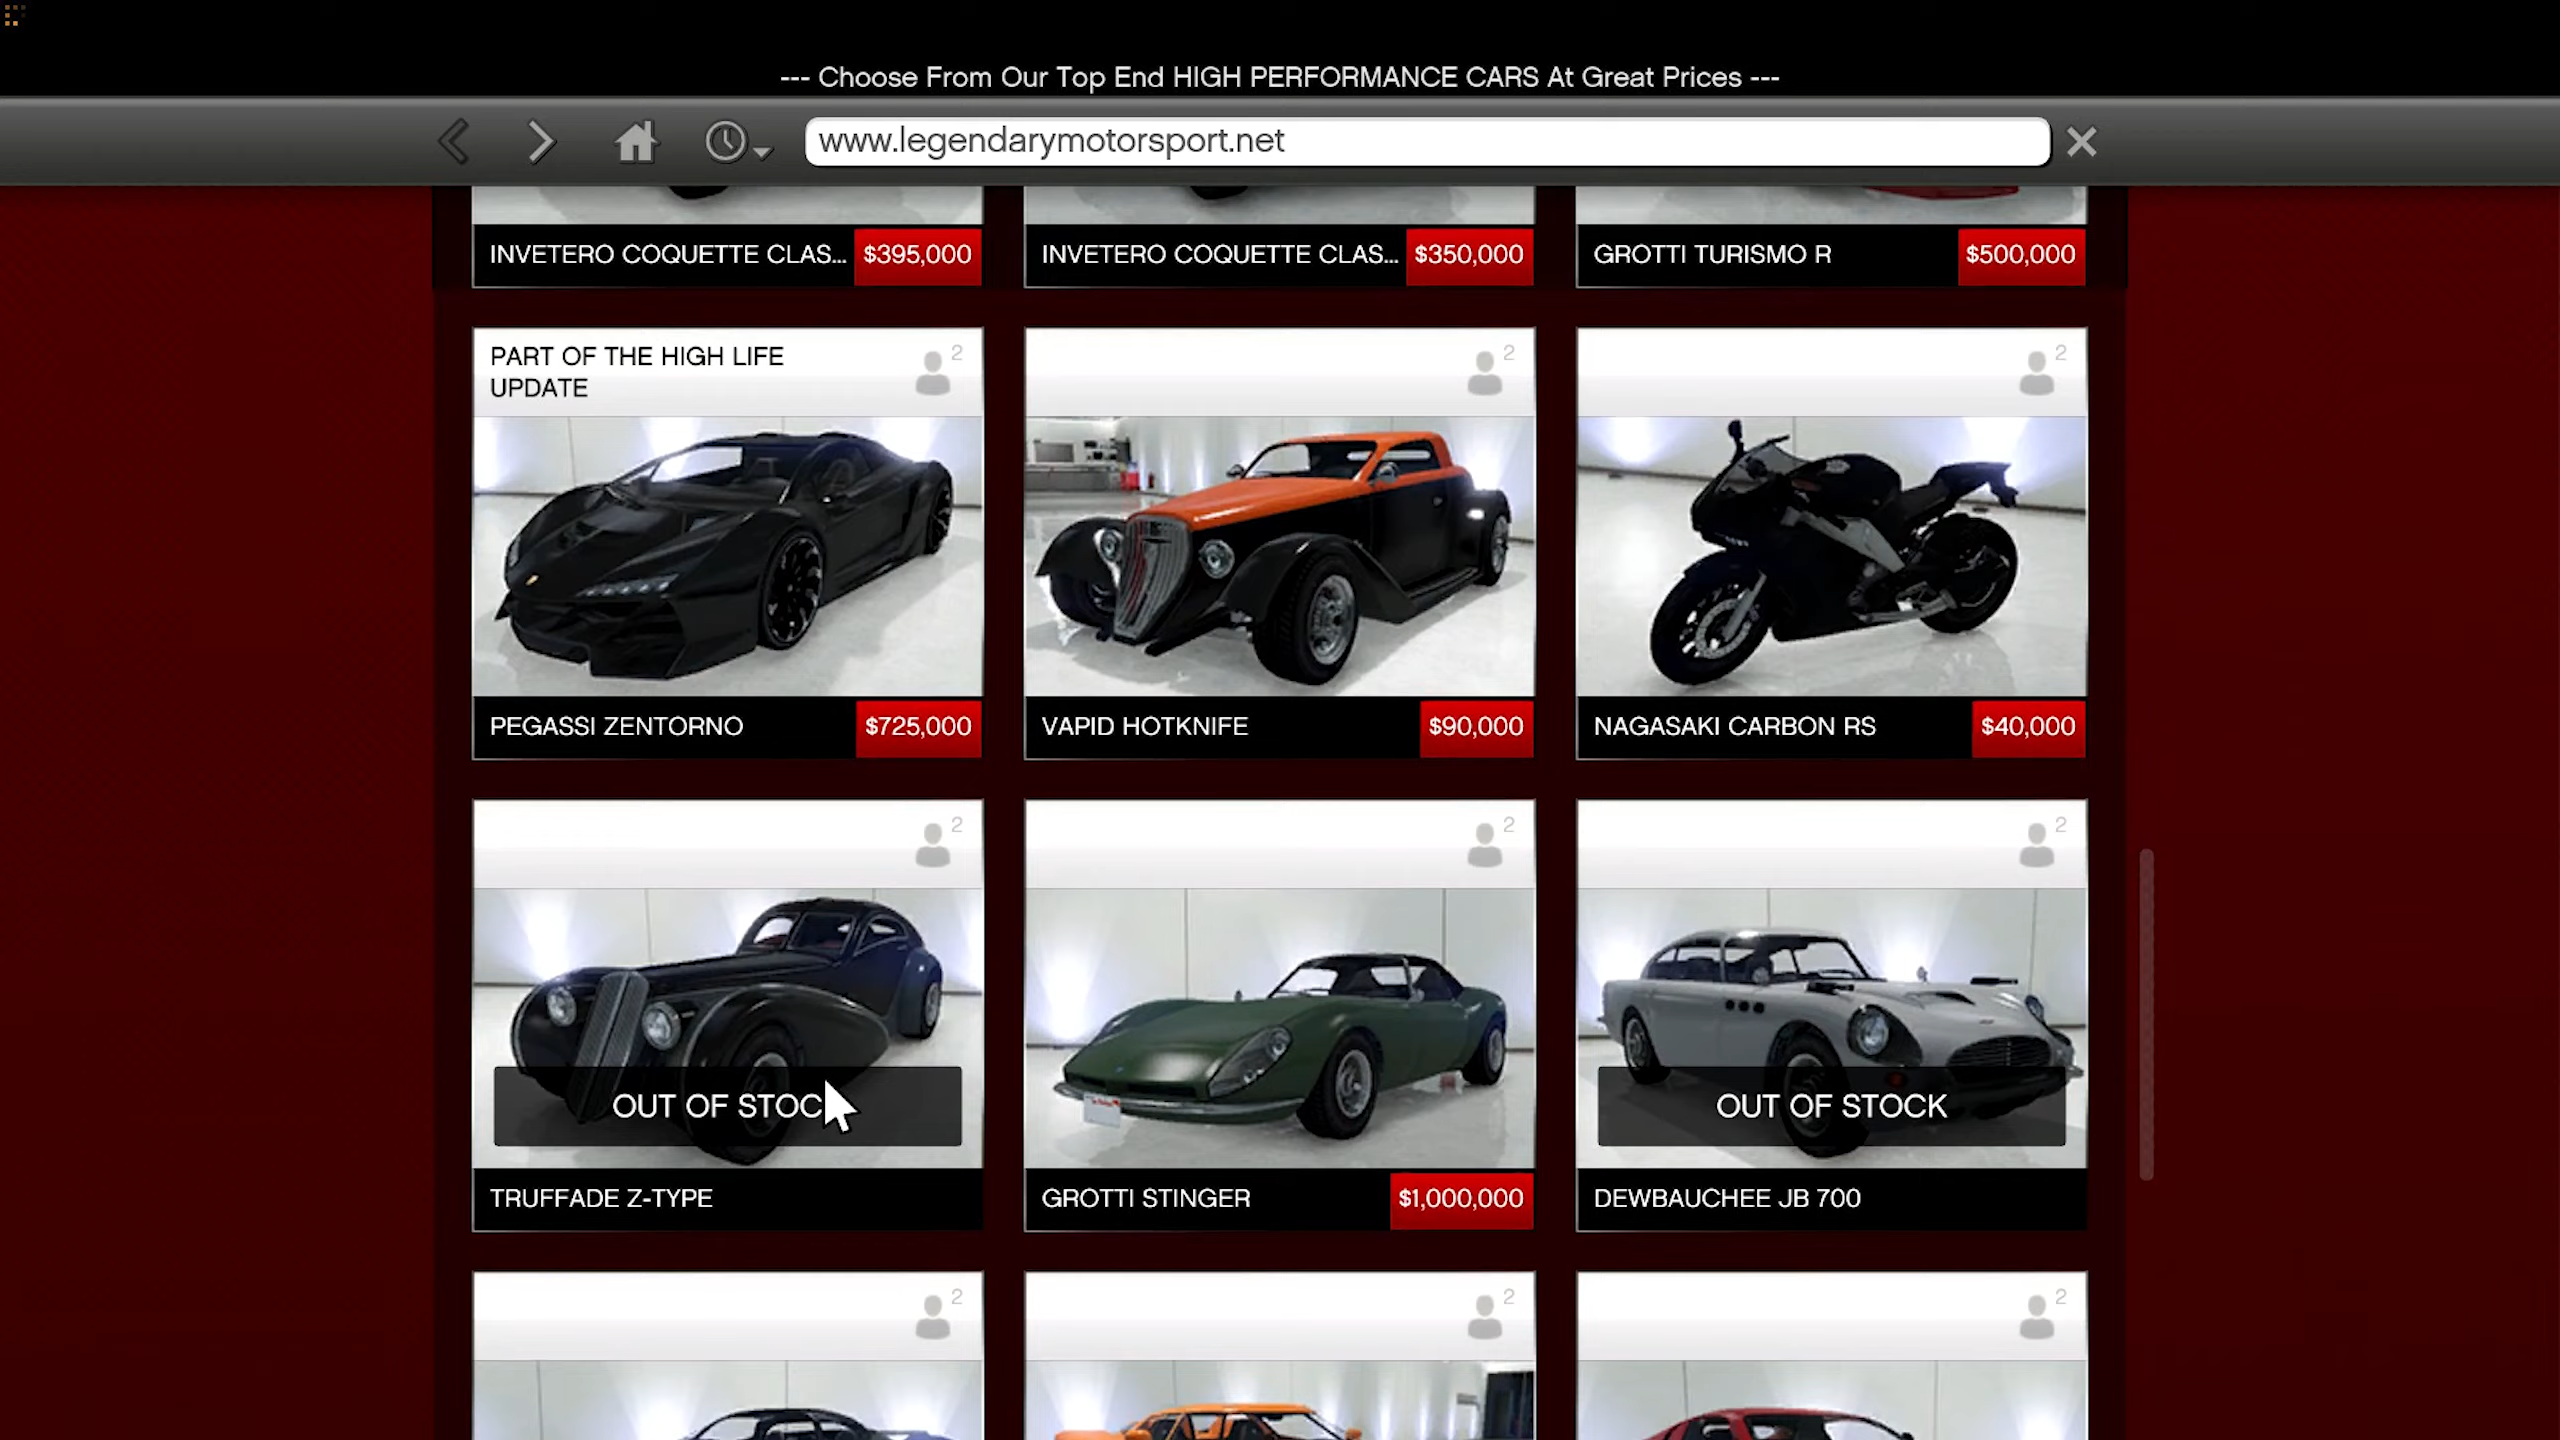 --- Choose From Our Top End HIGH PERFORMANCE CARS At Great Prices ---
www.legendarymotorsport.net
INVETERO COQUETTE CLAS... $395,000
INVETERO COQUETTE CLAS... $350,000
GROTTI TURISMO R $500,000
PART OF THE HIGH LIFE
UPDATE
2
2
2
PEGASSI ZENTORNO $725,000
VAPID HOTKNIFE $90,000
NAGASAKI CARBON RS $40,000
2
2
2
OUT OF STOC
OUT OF STOCK
TRUFFADE Z-TYPE
GROTTI STINGER $1,000,000
DEWBAUCHEE JB 700
2
2
2